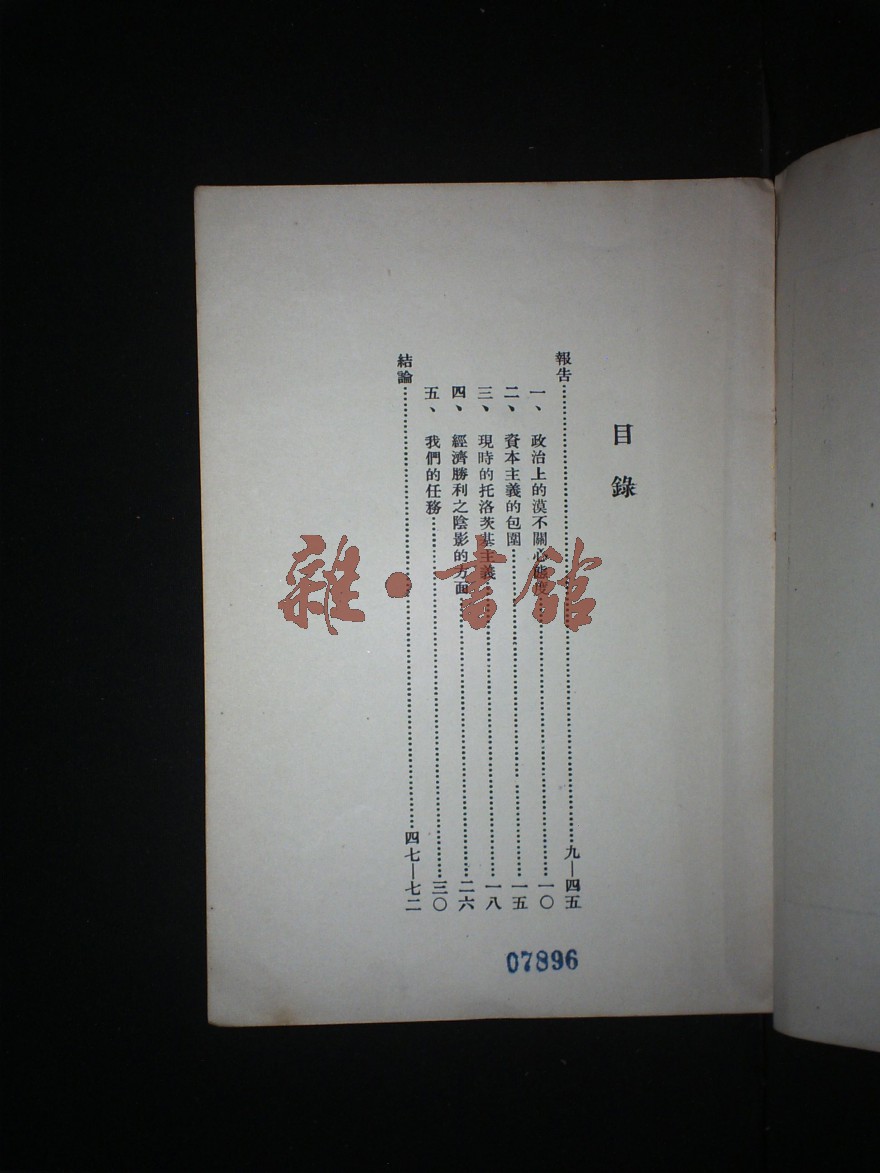 目錄
報告……九—四五
一、政治上的漠不關心態度……一〇
二、資本主義的包圍……一五
三、現時的托洛茨基主義……一八
四、經濟勝利之陰影的方面……二六
五、我們的任務……三〇
結論……四七—七二
07896
雜·書館